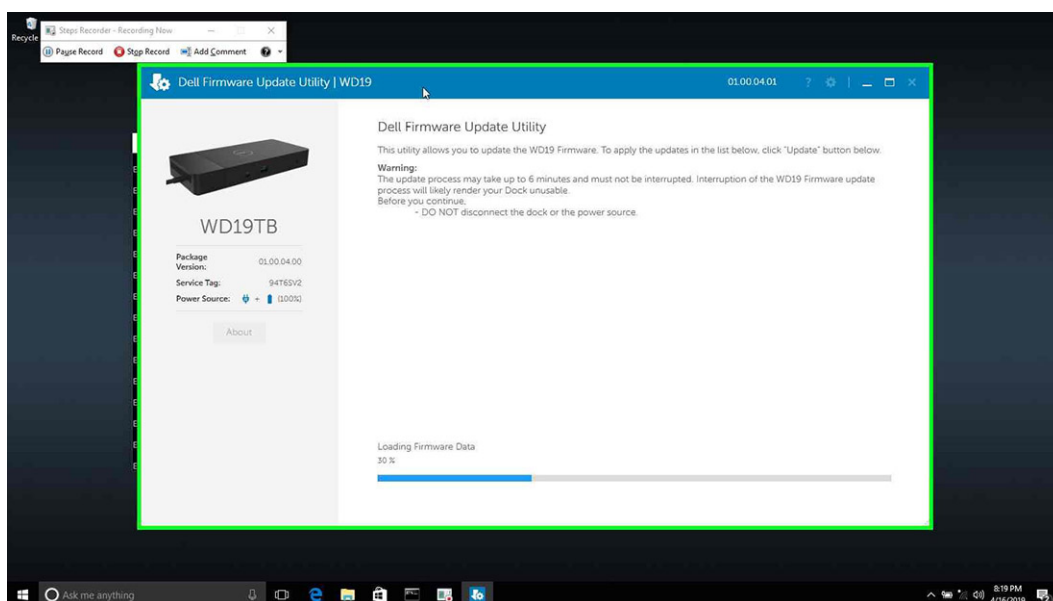 Recycle
Steps Recorder - Recording Now
Pause Record Stop Record Add Comment
Dell Firmware Update Utility | WD19 01.00.04.01 ?
Dell Firmware Update Utility
This utility allows you to update the WD19 Firmware. To apply the updates in the list below, click "Update" button below.
Warning:
The update process may take up to 6 minutes and must not be interrupted. Interruption of the WD19 Firmware update
process will likely render your Dock unusable.
Before you continue,
- DO NOT disconnect the dock or the power source.
WD19TB
Package
Version: 01.00.04.00
Service Tag: 94T6SV2
Power Source: + (100%)
About
Loading Firmware Data
30 %
Ask me anything
8:19 PM
4/16/2019